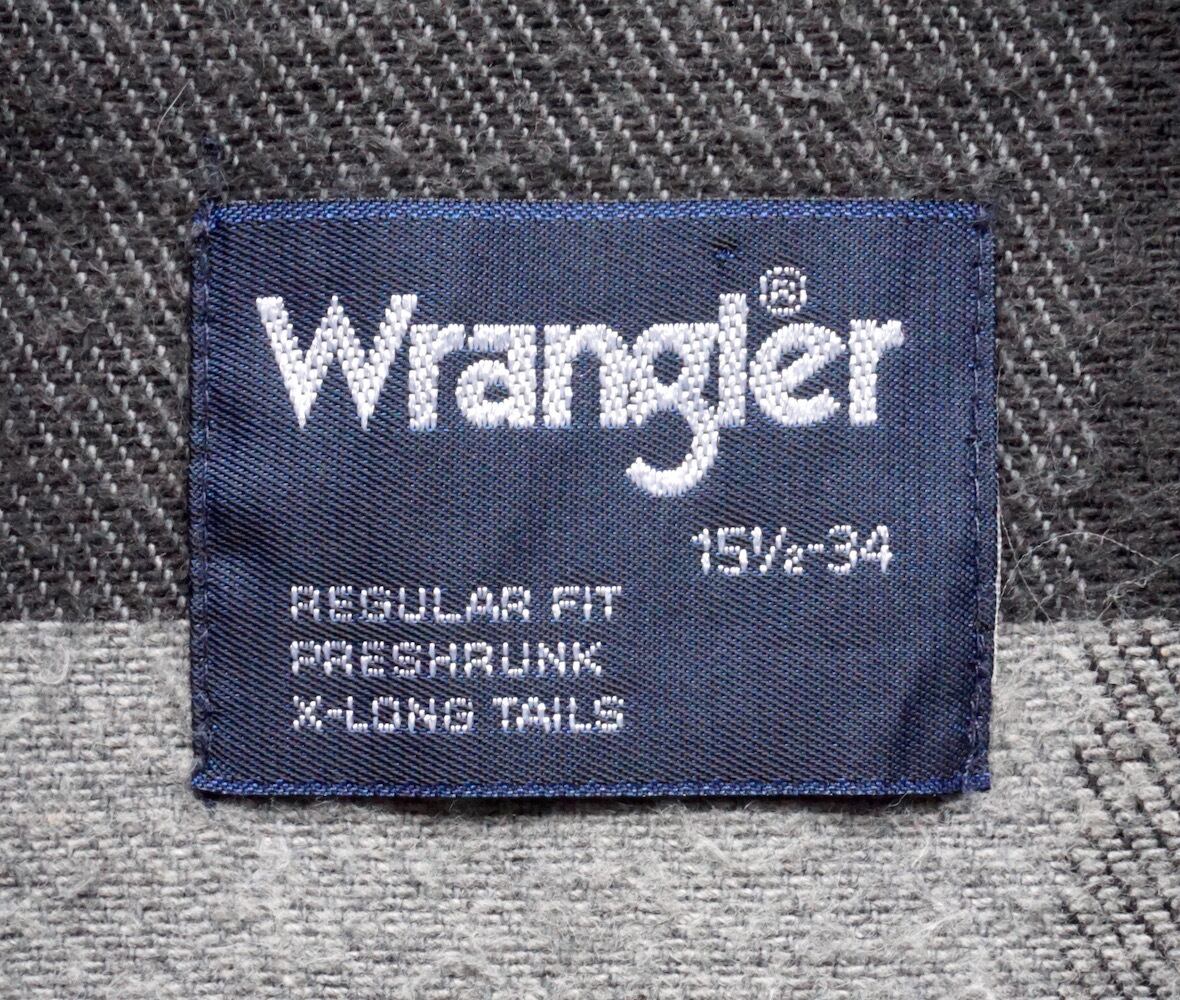 Wrangler®
15½-34
REGULAR FIT
PRESHRUNK
X-LONG TAILS